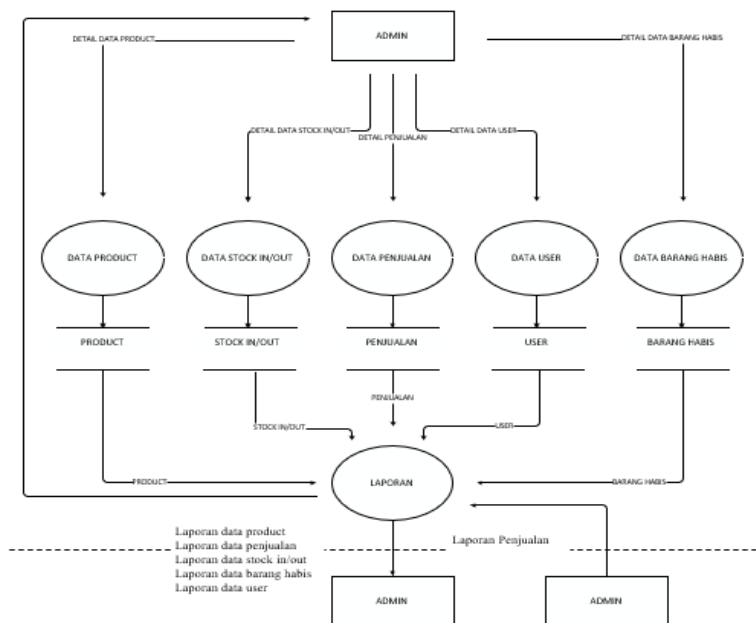 ADMIN
DETAIL DATA PRODUCT
DETAIL DATA BARANG HABIS
DETAIL DATA STOCK IN/OUT
DETAIL PENJUALAN
DETAIL DATA USER
DATA PRODUCT
DATA STOCK IN/OUT
DATA PENJUALAN
DATA USER
DATA BARANG HABIS
PRODUCT
STOCK IN/OUT
PENJUALAN
USER
BARANG HABIS
PENJUALAN
STOCK IN/OUT
USER
PRODUCT
LAPORAN
BARANG HABIS
Laporan data product
Laporan data penjualan
Laporan data stock in/out
Laporan data barang habis
Laporan data user
Laporan Penjualan
ADMIN
ADMIN